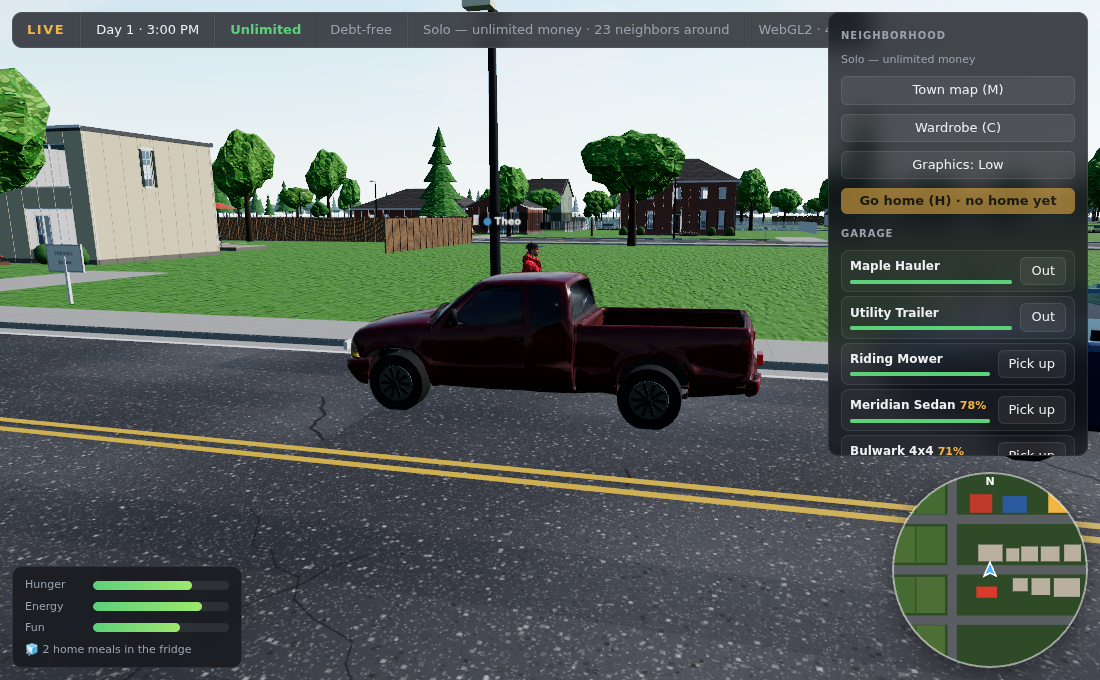 LIVE
Day 1 · 3:00 PM
Unlimited
Debt-free
Solo — unlimited money · 23 neighbors around
WebGL2 ·
NEIGHBORHOOD
Solo — unlimited money
Town map (M)
Wardrobe (C)
Graphics: Low
Go home (H) · no home yet
GARAGE
Maple Hauler
Out
Utility Trailer
Out
Riding Mower
Pick up
Meridian Sedan 78%
Pick up
Bulwark 4x4 71%
Pick up
Theo
N
Hunger
Energy
Fun
2 home meals in the fridge